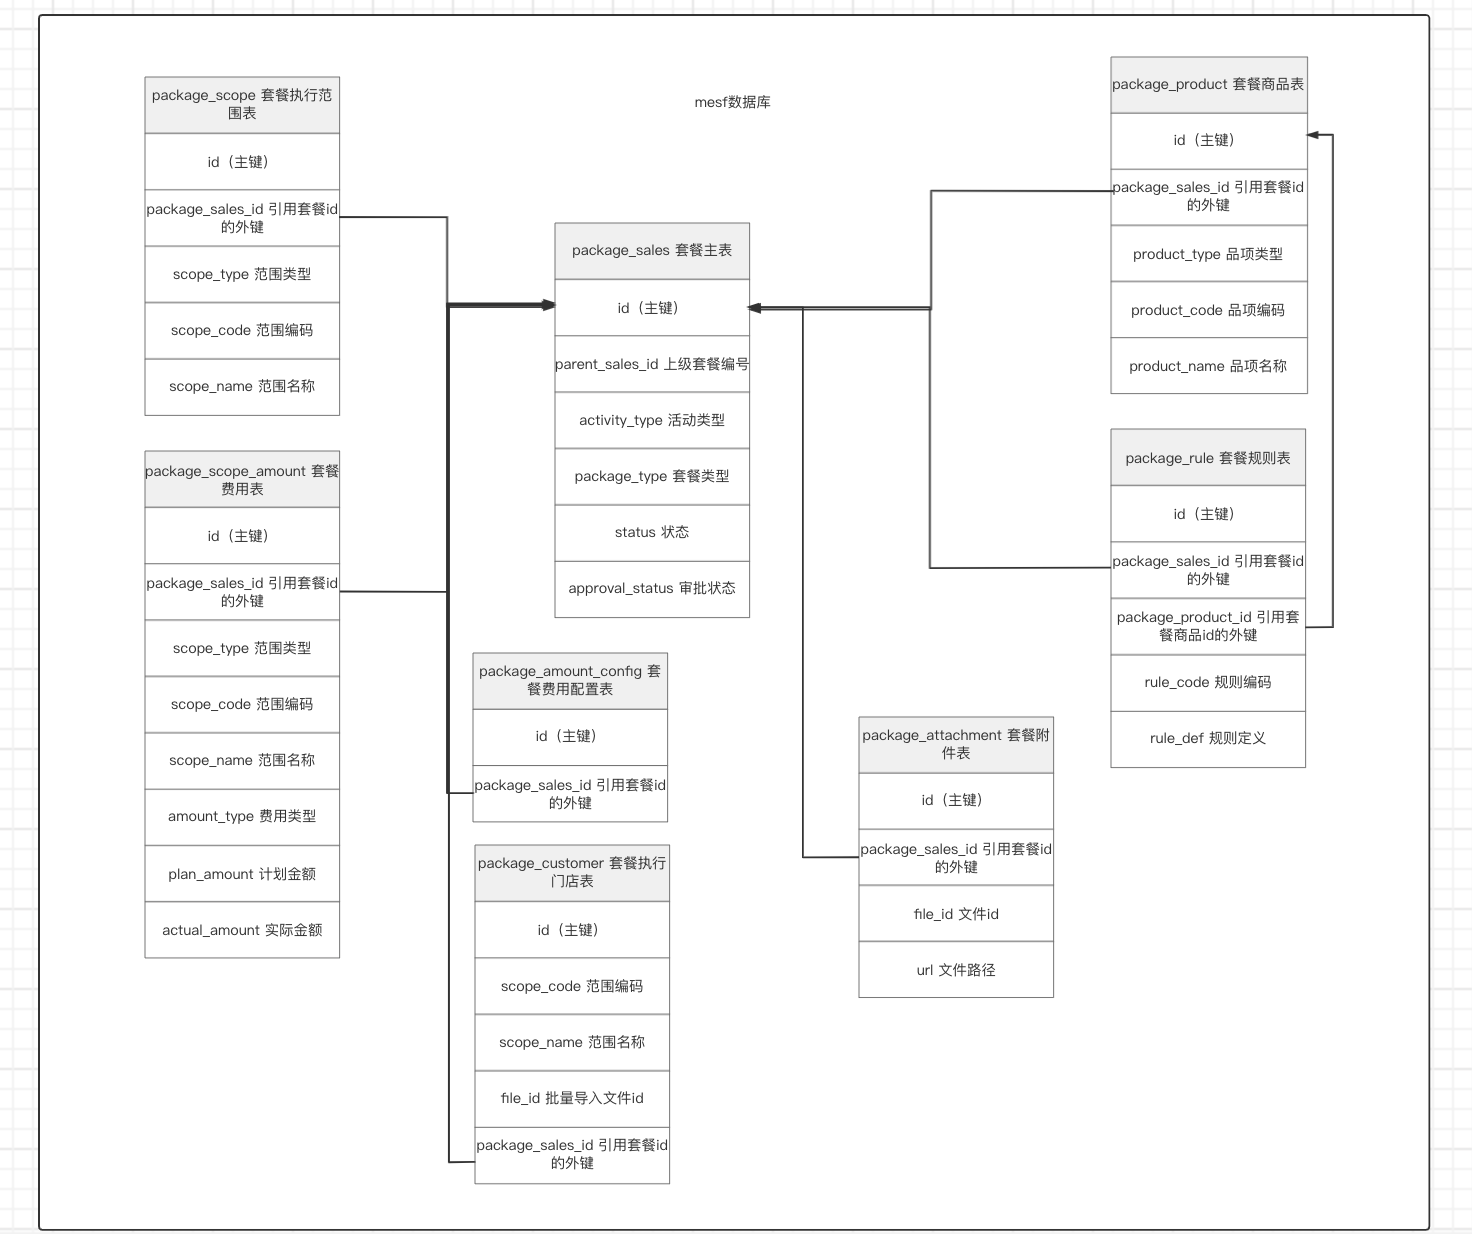 mesf数据库
package_scope 套餐执行范
围表
id（主键）
package_sales_id 引用套餐id
的外键
scope_type 范围类型
scope_code 范围编码
scope_name 范围名称
package_scope_amount 套餐
费用表
id（主键）
package_sales_id 引用套餐id
的外键
scope_type 范围类型
scope_code 范围编码
scope_name 范围名称
amount_type 费用类型
plan_amount 计划金额
actual_amount 实际金额
package_sales 套餐主表
id（主键）
parent_sales_id 上级套餐编号
activity_type 活动类型
package_type 套餐类型
status 状态
approval_status 审批状态
package_amount_config 套
餐费用配置表
id（主键）
package_sales_id 引用套餐id
的外键
package_customer 套餐执行
门店表
id（主键）
scope_code 范围编码
scope_name 范围名称
file_id 批量导入文件id
package_sales_id 引用套餐id
的外键
package_attachment 套餐附
件表
id（主键）
package_sales_id 引用套餐id
的外键
file_id 文件id
url 文件路径
package_product 套餐商品表
id（主键）
package_sales_id 引用套餐id
的外键
product_type 品项类型
product_code 品项编码
product_name 品项名称
package_rule 套餐规则表
id（主键）
package_sales_id 引用套餐id
的外键
package_product_id 引用套
餐商品id的外键
rule_code 规则编码
rule_def 规则定义